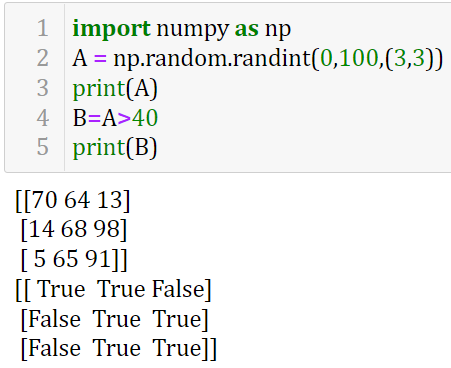 1 import numpy as np
2 A = np.random.randint(0,100,(3,3))
3 print(A)
4 B=A>40
5 print(B)
[[70 64 13]
[14 68 98]
[ 5 65 91]]
[[ True  True False]
[False  True  True]
[False  True  True]]